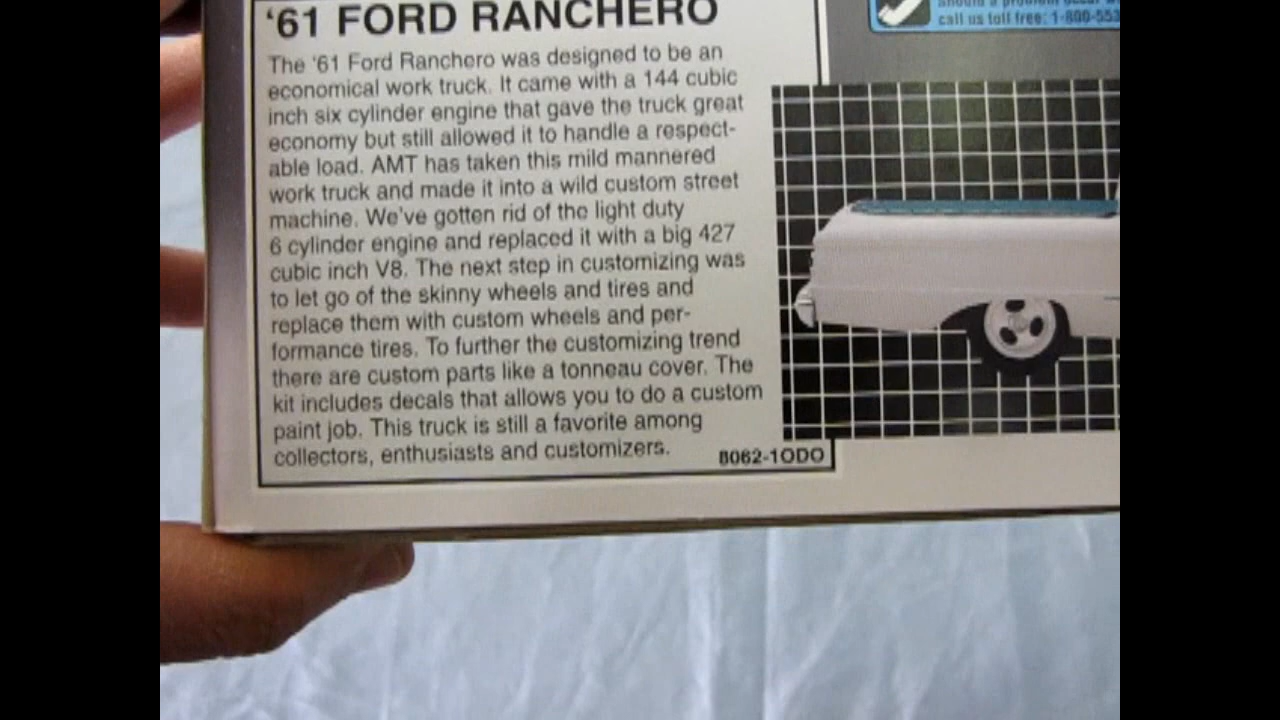 '61 FORD RANCHERO
The '61 Ford Ranchero was designed to be an
economical work truck. It came with a 144 cubic
inch six cylinder engine that gave the truck great
economy but still allowed it to handle a respect-
able load. AMT has taken this mild mannered
work truck and made it into a wild custom street
machine. We've gotten rid of the light duty
6 cylinder engine and replaced it with a big 427
cubic inch V8. The next step in customizing was
to let go of the skinny wheels and tires and
replace them with custom wheels and per-
formance tires. To further the customizing trend
there are custom parts like a tonneau cover. The
kit includes decals that allows you to do a custom
paint job. This truck is still a favorite among
collectors, enthusiasts and customizers.
8062-1ODO
call us toll free: 1-800-553